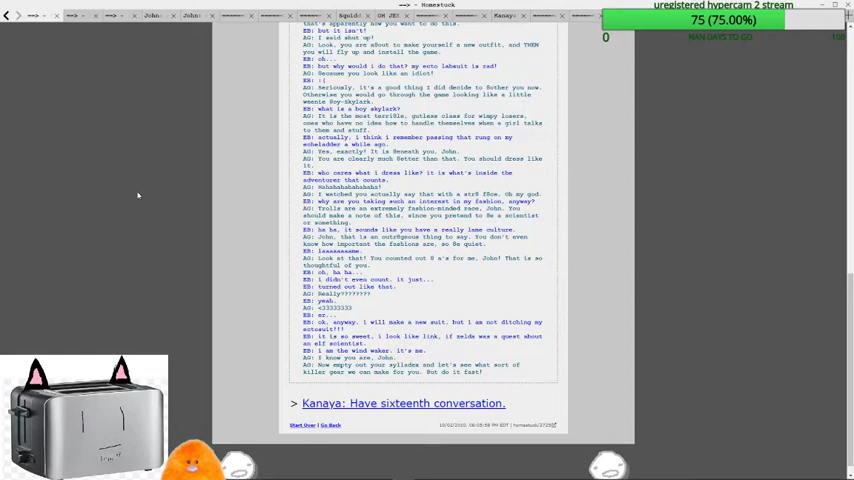 ==> - Homestuck
uregistered hypercam 2 stream
75 (75.00%)
0
NAN DAYS TO GO
100
EB: but it isn't!
AG: I said shut up!
AG: Look, you are a8out to make yourself a new outfit, and THEN
you will fly up and install the game.
EB: oh...
EB: but why would i do that? my ecto labsuit is rad!
AG: 8ecause you look like an idiot!
EB: :(
AG: Seriously, it's a good thing I did decide to 8other you now.
Otherwise you would go through the game looking like a little
weenie Boy-Skylark.
EB: what is a boy skylark?
AG: It is the most terri8le, gutless class for wimpy losers,
ones who have no idea how to handle themselves when a girl talks
to them and stuff.
EB: actually, i think i remember passing that rung on my
echeladder a while ago.
AG: Yes, exactly! It is 8eneath you, John.
AG: You are clearly much 8etter than that. You should dress like
it.
EB: who cares what i dress like? it is what's inside the
adventurer that counts.
AG: Hahahahahahahaha!
AG: I watched you actually say that with a str8 f8ce. Oh my god.
EB: why are you taking such an interest in my fashion, anyway?
AG: Trolls are an extremely fashion-minded race, John. You
should make a note of this, since you pretend to 8e a scientist
or something.
EB: ha ha, it sounds like you have a really lame culture.
AG: John, that is an outr8geous thing to say. You don't even
know how important the fashions are, so 8e quiet.
EB: laaaaaaaame.
AG: Look at that! You counted out 8 a's for me, John! That is so
thoughtful of you.
EB: oh, ha ha...
EB: i didn't even count. it just...
EB: turned out like that.
AG: Really????????
EB: yeah.
AG: <33333333
EB: er...
EB: ok, anyway. i will make a new suit, but i am not ditching my
ectosuit!!!
EB: it is so sweet, i look like link, if zelda was a quest about
an elf scientist.
EB: i am the wind waker. it's me.
AG: I know you are, John.
AG: Now empty out your sylladex and let's see what sort of
killer gear we can make for you. 8ut do it fast!
> Kanaya: Have sixteenth conversation.
Start Over | Go Back